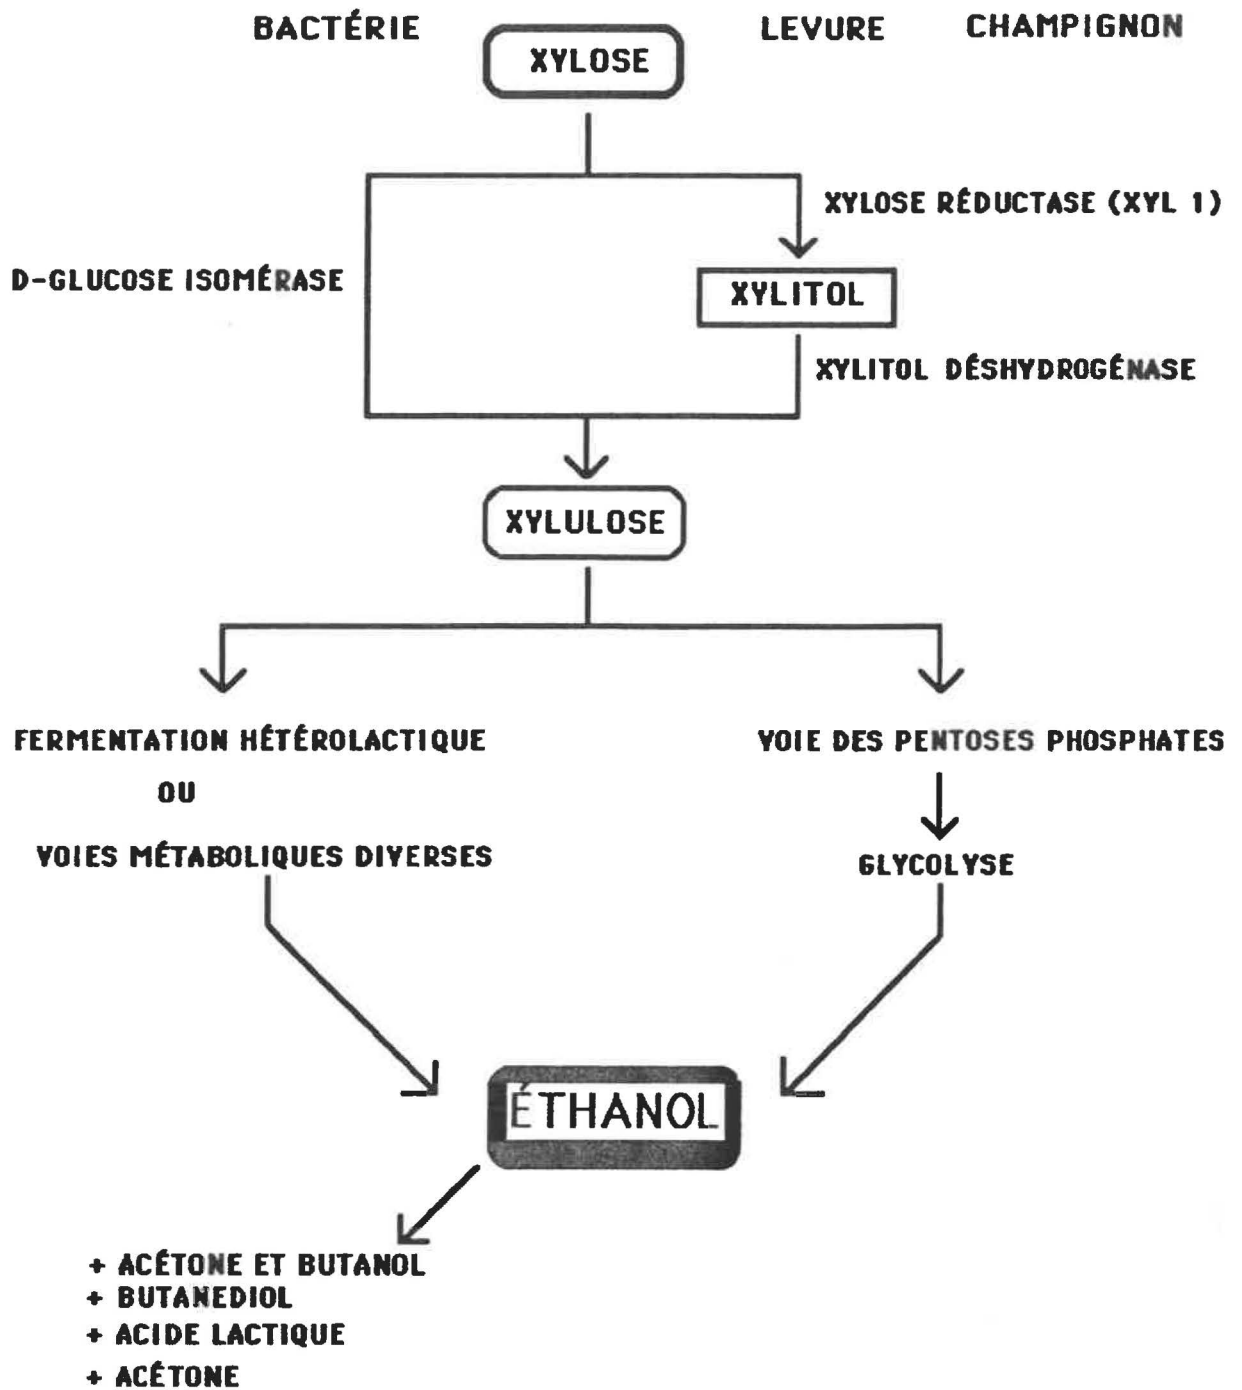 BACTÉRIE LEVURE CHAMPIGNON
XYLOSE
XYLOSE RÉDUCTASE (XYL 1)
D-GLUCOSE ISOMÉRASE
XYLITOL
XYLITOL DÉSHYDROGÉNASE
XYLULOSE
FERMENTATION HÉTÉROLACTIQUE
OU
VOIES MÉTABOLIQUES DIVERSES
VOIE DES PENTOSES PHOSPHATES
GLYCOLYSE
ÉTHANOL
+ ACÉTONE ET BUTANOL
+ BUTANEDIOL
+ ACIDE LACTIQUE
+ ACÉTONE